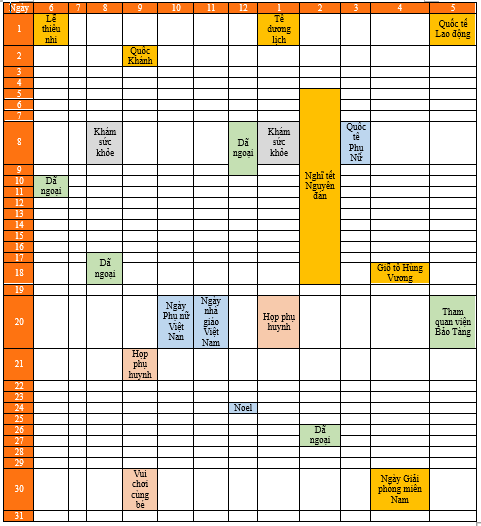 Ngày 6 7 8 9 10 11 12 1 2 3 4 5
1
Lễ
thiếu
nhi
Tế
dương
lịch
Quốc tế
Lao động
2
Quốc
Khánh
3
4
5
6
7
8
Khám
sức
khỏe
Dã
ngoại
Khám
sức
khỏe
Quốc
tế
Phụ
Nữ
9
Nghĩ tết
Nguyên
đan
10
11
Dã
ngoại
12
13
14
15
16
17
18
Dã
ngoại
Giỗ tổ Hùng
Vương
19
20
Ngày
Phụ nữ
Việt
Nan
Ngày
nhà
giáo
Việt
Nam
Họp phụ
huynh
Tham
quan viện
Bảo Tàng
21
Họp
phụ
huynh
22
23
24
Noel
25
26
27
Dã
ngoại
28
29
30
Vui
chơi
cùng
bé
Ngày Giải
phóng miền
Nam
31